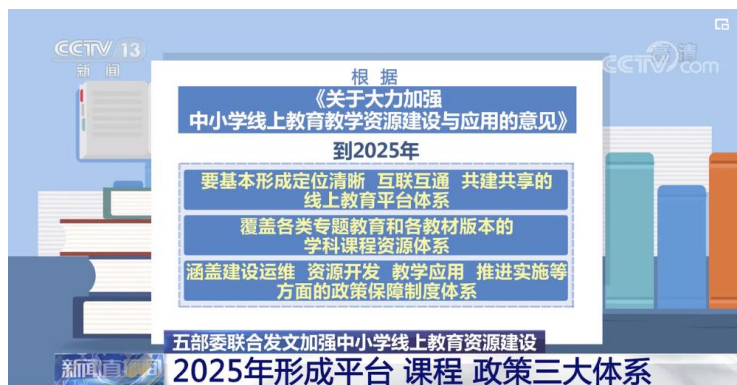 CCTV 13
新闻
高清
CCTV.com
根据
《关于大力加强
中小学线上教育教学资源建设与应用的意见》
到2025年
要基本形成定位清晰 互联互通 共建共享的
线上教育平台体系
覆盖各类专题教育和各教材版本的
学科课程资源体系
涵盖建设运维 资源开发 教学应用 推进实施等
方面的政策保障制度体系
五部委联合发文加强中小学线上教育资源建设
新闻直播间
2025年形成平台 课程 政策三大体系